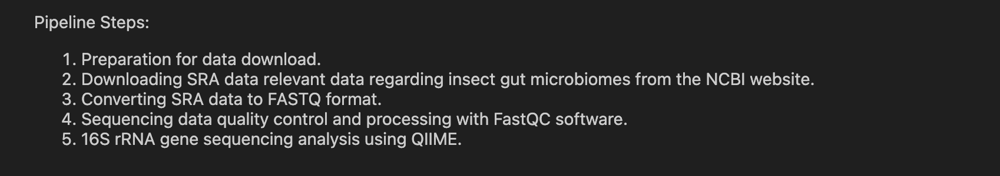 Pipeline Steps:
1. Preparation for data download.
2. Downloading SRA data relevant data regarding insect gut microbiomes from the NCBI website.
3. Converting SRA data to FASTQ format.
4. Sequencing data quality control and processing with FastQC software.
5. 16S rRNA gene sequencing analysis using QIIME.